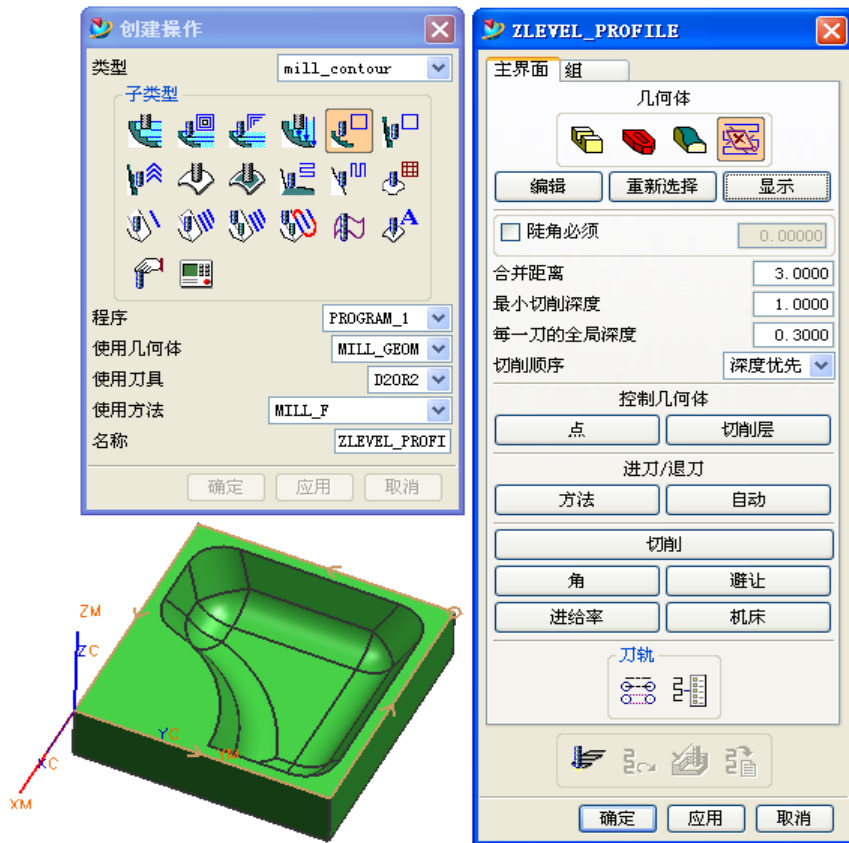 创建操作
类型
mill_contour
子类型
程序
PROGRAM_1
使用几何体
MILL_GEOM
使用刀具
D20R2
使用方法
MILL_F
名称
ZLEVEL_PROFI
确定
应用
取消
ZM
ZC
YC
YM
XC
XM
ZLEVEL_PROFILE
主界面
组
几何体
编辑
重新选择
显示
陡角必须
0.00000
合并距离
3.0000
最小切削深度
1.0000
每一刀的全局深度
0.3000
切削顺序
深度优先
控制几何体
点
切削层
进刀/退刀
方法
自动
切削
角
避让
进给率
机床
刀轨
确定
应用
取消